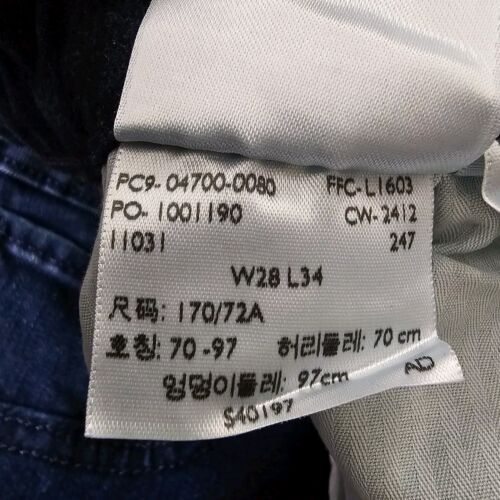 PC9- 04700-0080 FFC-L1603
PO- 1001190 CW-2412
11031 247
W28 L34
尺码: 170/72A
호칭: 70 -97 허리둘레: 70 cm
엉덩이둘레: 97cm AD
S40197